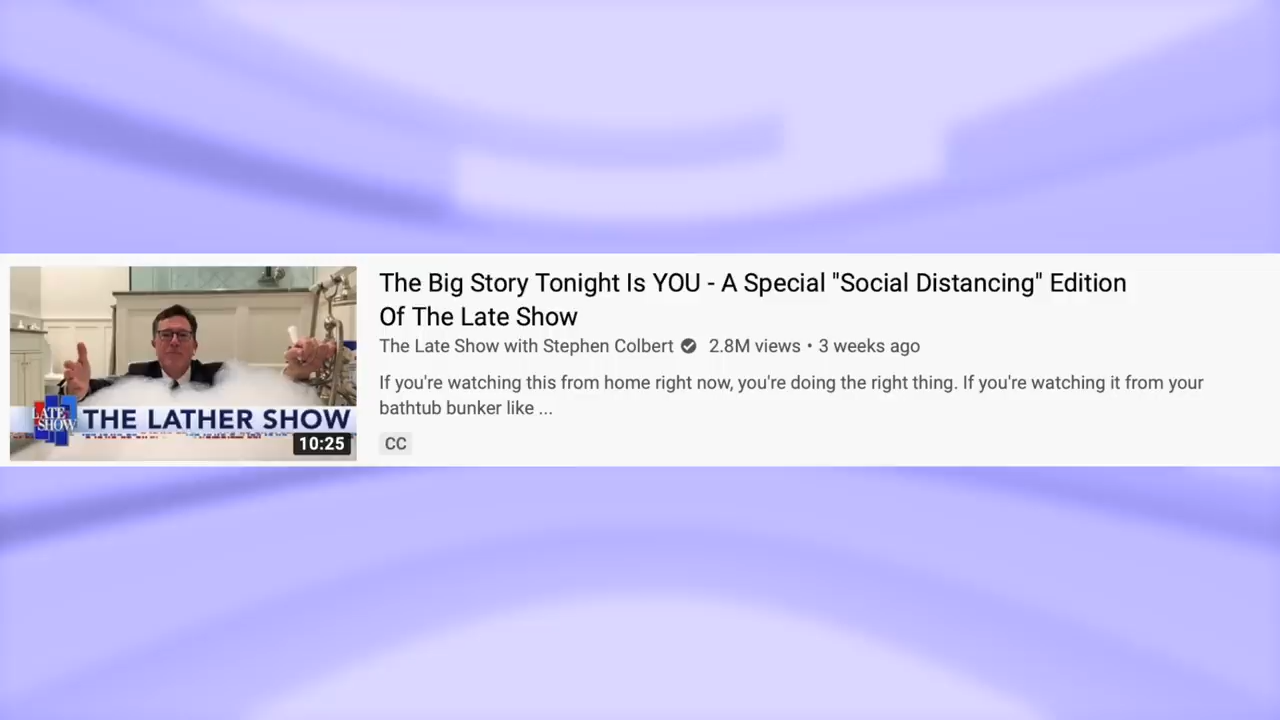 The Big Story Tonight Is YOU - A Special "Social Distancing" Edition
Of The Late Show
The Late Show with Stephen Colbert 2.8M views • 3 weeks ago
If you're watching this from home right now, you're doing the right thing. If you're watching it from your
bathtub bunker like ...
CC
LATE
SHOW
THE LATHER SHOW
10:25